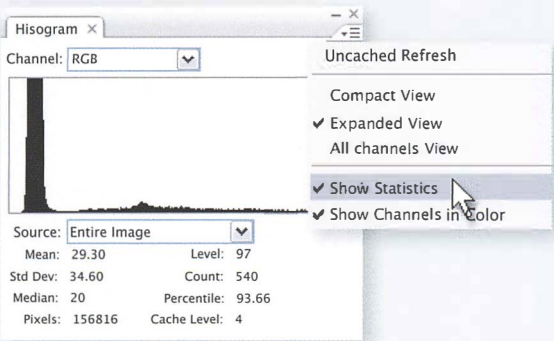 Hisogram ×
Channel: RGB
Uncached Refresh
Compact View
Expanded View
All channels View
Show Statistics
Show Channels in Color
Source: Entire Image
Mean: 29.30 Level: 97
Std Dev: 34.60 Count: 540
Median: 20 Percentile: 93.66
Pixels: 156816 Cache Level: 4